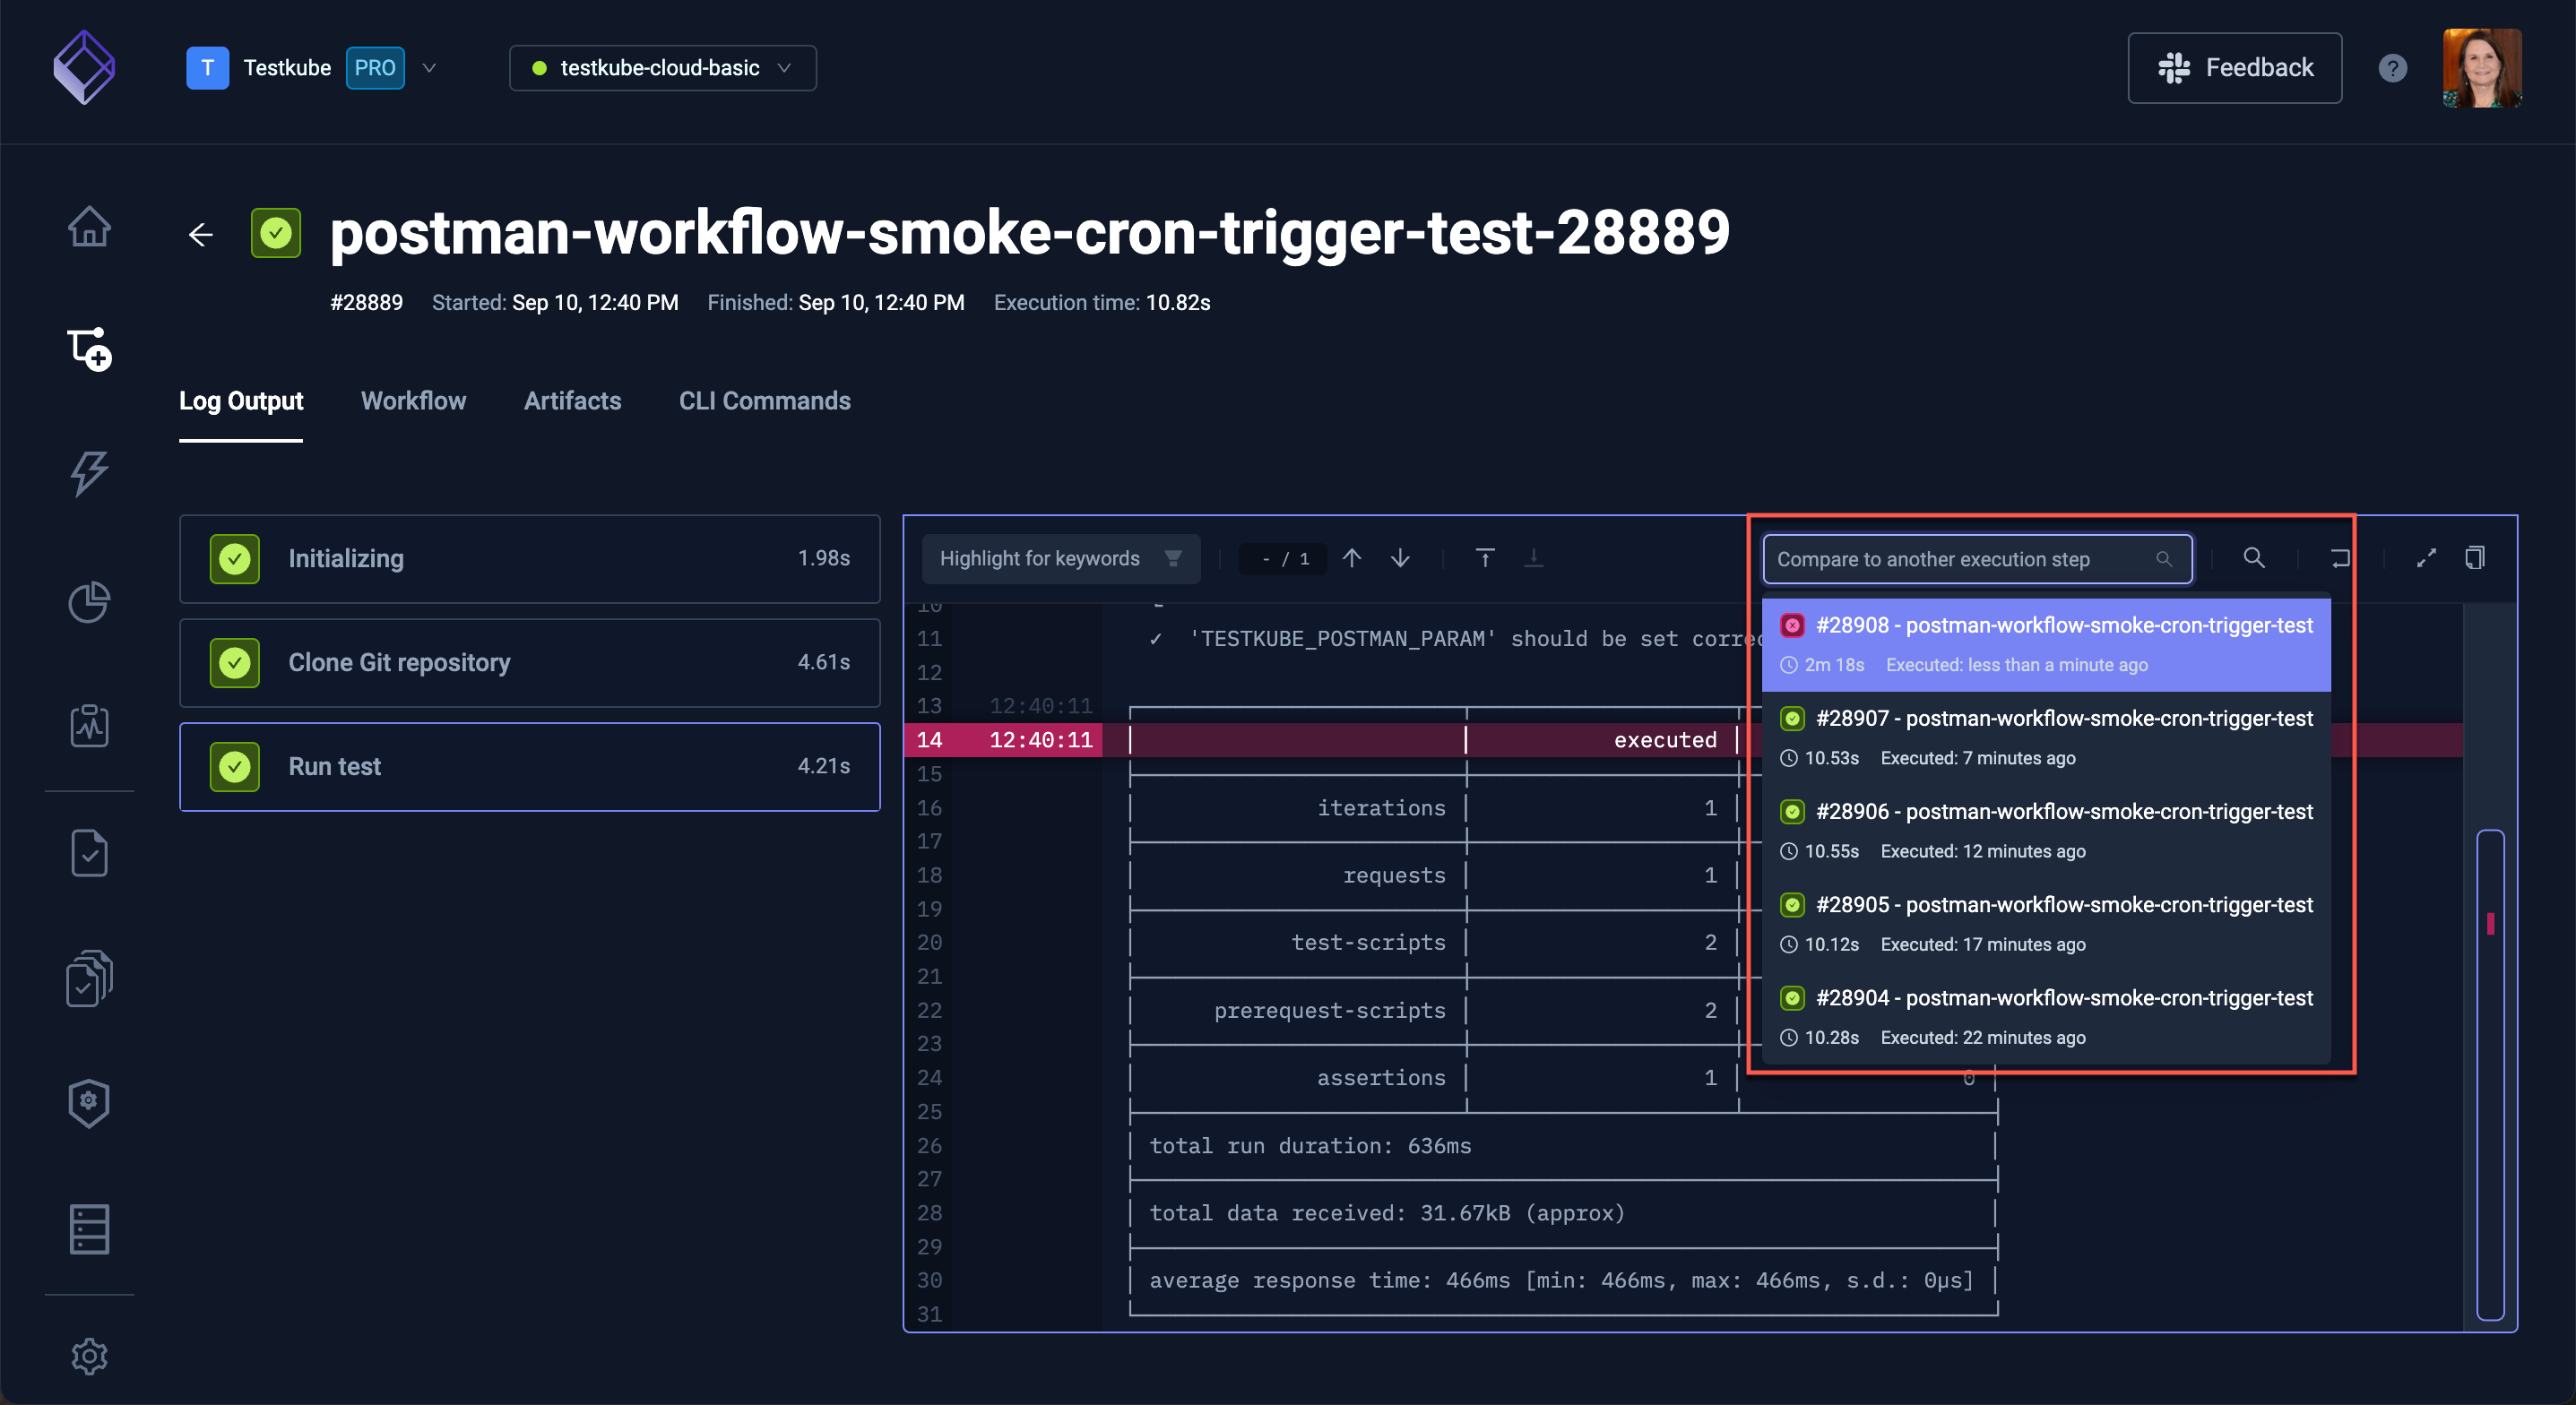 T Testkube PRO
testkube-cloud-basic
Feedback
?
postman-workflow-smoke-cron-trigger-test-28889
#28889 Started: Sep 10, 12:40 PM Finished: Sep 10, 12:40 PM Execution time: 10.82s
Log Output Workflow Artifacts CLI Commands
Initializing 1.98s
Clone Git repository 4.61s
Run test 4.21s
Highlight for keywords - / 1
Compare to another execution step
#28908 - postman-workflow-smoke-cron-trigger-test
2m 18s Executed: less than a minute ago
#28907 - postman-workflow-smoke-cron-trigger-test
10.53s Executed: 7 minutes ago
#28906 - postman-workflow-smoke-cron-trigger-test
10.55s Executed: 12 minutes ago
#28905 - postman-workflow-smoke-cron-trigger-test
10.12s Executed: 17 minutes ago
#28904 - postman-workflow-smoke-cron-trigger-test
10.28s Executed: 22 minutes ago
10
11 ✓ 'TESTKUBE_POSTMAN_PARAM' should be set
12
13 12:40:11
14 12:40:11 executed
15
16 iterations 1
17
18 requests 1
19
20 test-scripts 2
21
22 prerequest-scripts 2
23
24 assertions 1 0
25
26 total run duration: 636ms
27
28 total data received: 31.67kB (approx)
29
30 average response time: 466ms [min: 466ms, max: 466ms, s.d.: 0µs]
31